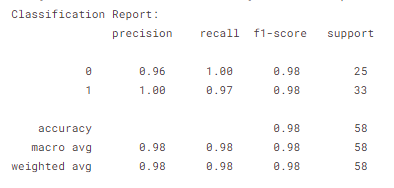 Classification Report:
precision recall f1-score support
0 0.96 1.00 0.98 25
1 1.00 0.97 0.98 33
accuracy 0.98 58
macro avg 0.98 0.98 0.98 58
weighted avg 0.98 0.98 0.98 58